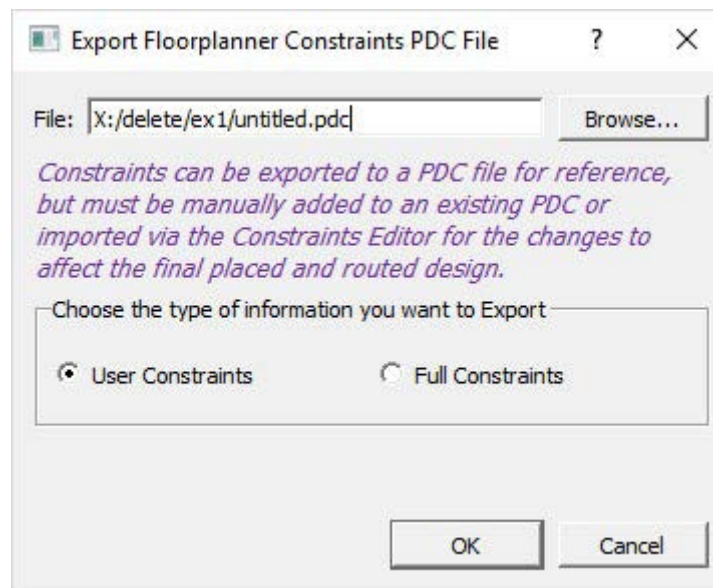 Export Floorplanner Constraints PDC File ? X
File: X:/delete/ex1/untitled.pdc Browse...
Constraints can be exported to a PDC file for reference,
but must be manually added to an existing PDC or
imported via the Constraints Editor for the changes to
affect the final placed and routed design.
Choose the type of information you want to Export
User Constraints Full Constraints
OK Cancel